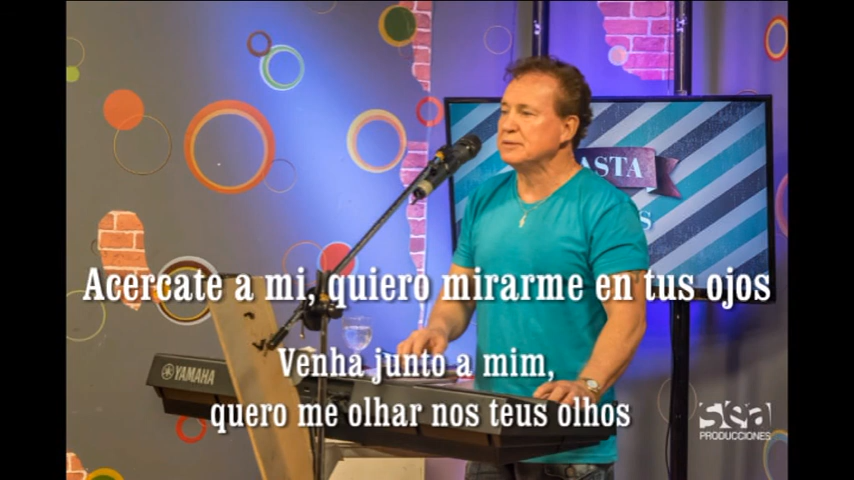 ASTA
S
Acercate a mi, quiero mirarme en tus ojos
Venha junto a mim,
quero me olhar nos teus olhos
YAMAHA
sea
PRODUCCIONES